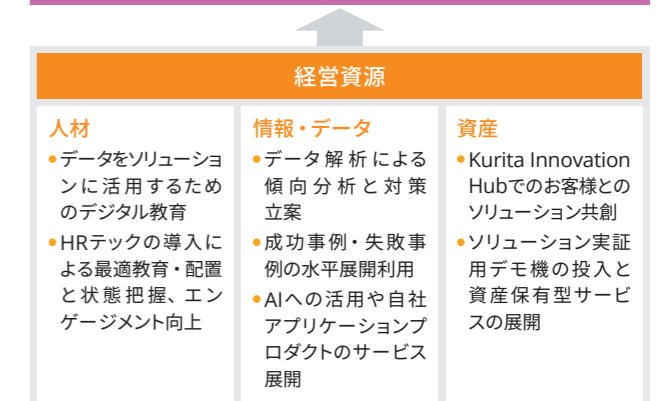 経営資源
人材
●データをソリューショ
ンに活用するため
のデジタル教育
●HRテックの導入に
よる最適教育・配置
と状態把握、エン
ゲージメント向上
情報・データ
●データ解析による
傾向分析と対策
立案
●成功事例・失敗事
例の水平展開利用
●AIへの活用や自社
アプリケーションプ
ロダクトのサービス
展開
資産
●Kurita Innovation
Hubでのお客様との
ソリューション共創
●ソリューション実証
用デモ機の投入と
資産保有型サービ
スの展開